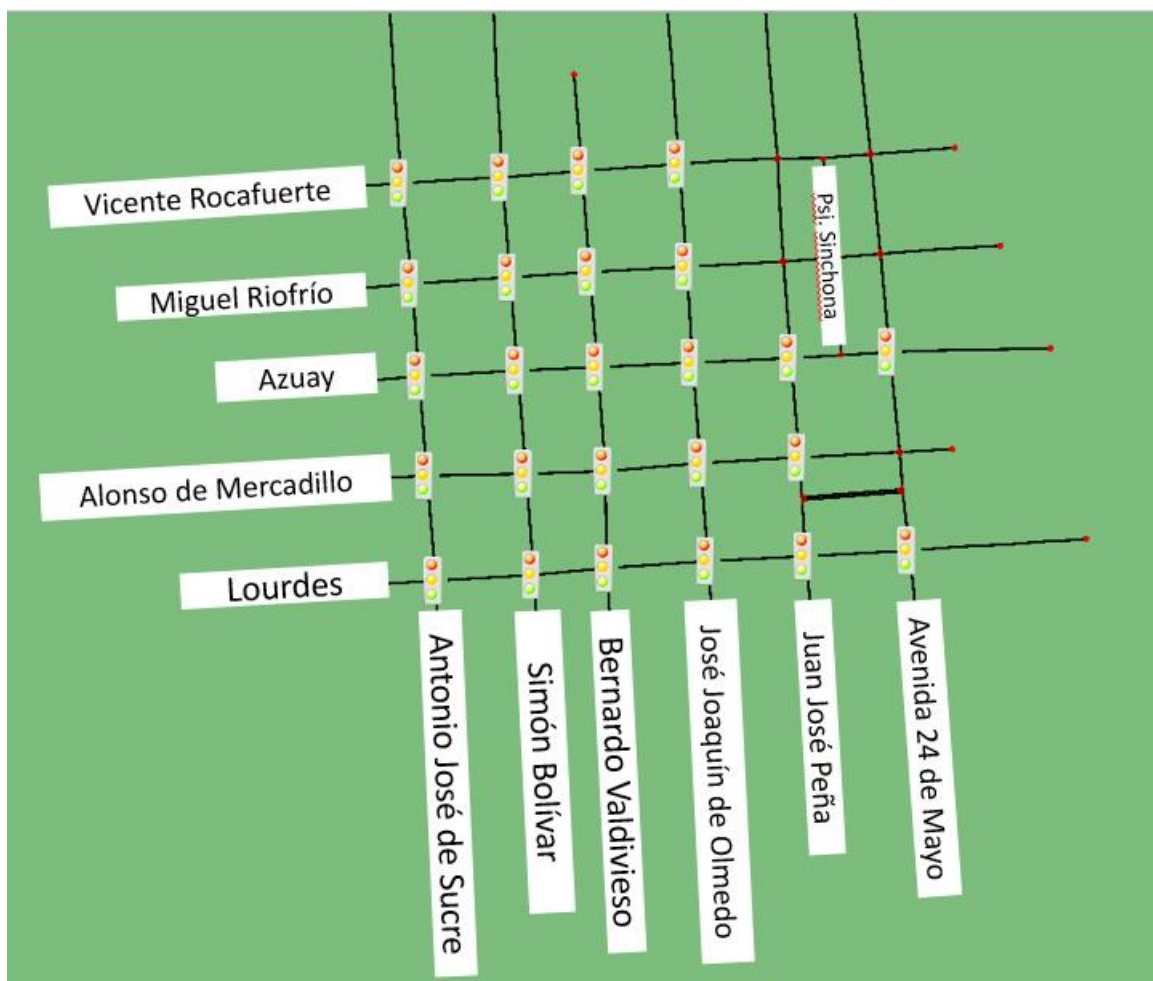 Vicente Rocafuerte
Psj. Sinchona
Miguel Riofrío
Azuay
Alonso de Mercadillo
Lourdes
Antonio José de Sucre
Simón Bolívar
Bernardo Valdivieso
José Joaquín de Olmedo
Juan José Peña
Avenida 24 de Mayo